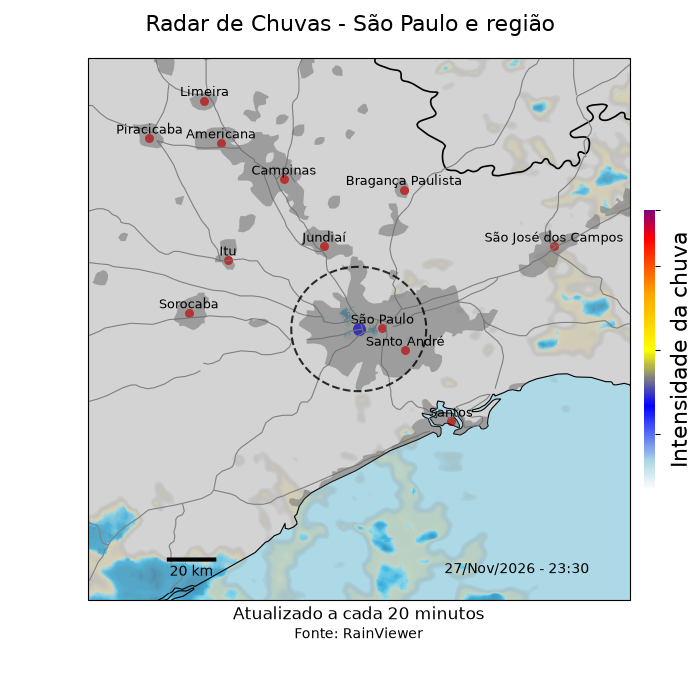 Radar de Chuvas - São Paulo e região
Limeira
Piracicaba
Americana
Campinas
Bragança Paulista
Jundiaí
São José dos Campos
Itu
Sorocaba
São Paulo
Santo André
Santos
Intensidade da chuva
20 km
27/Nov/2026 - 23:30
Atualizado a cada 20 minutos
Fonte: RainViewer